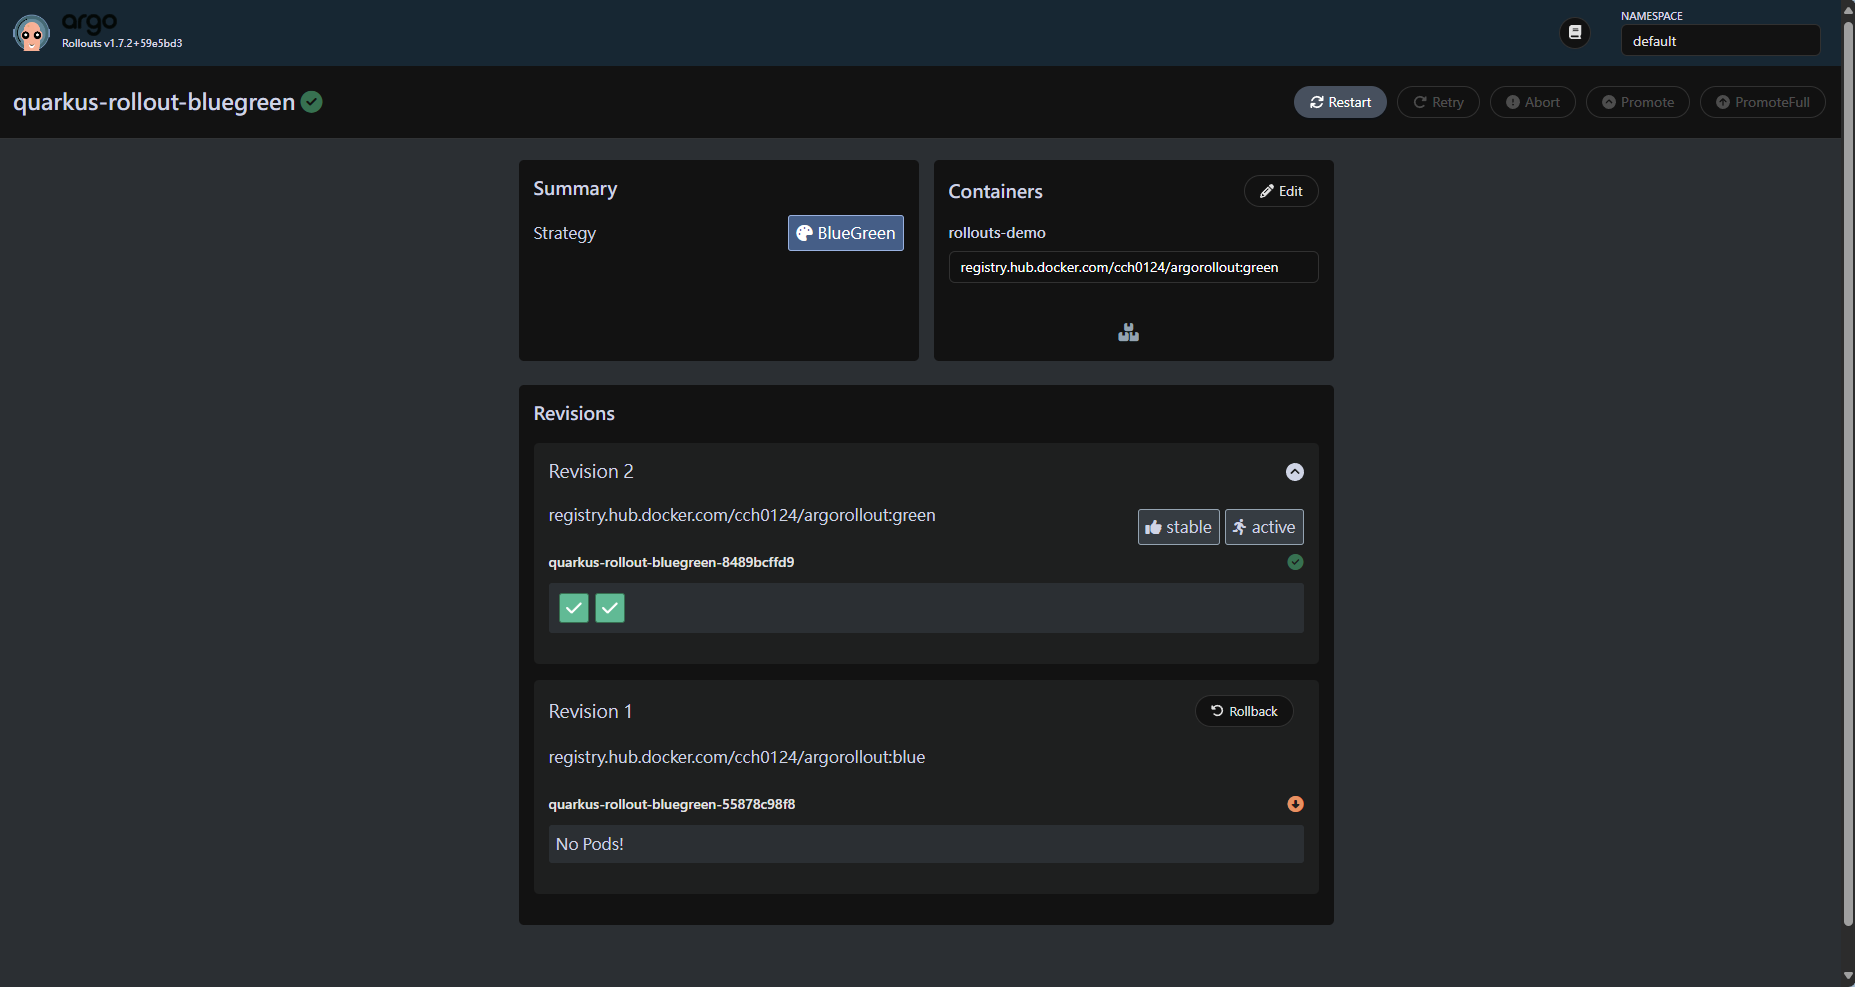 argo
Rollouts v1.7.2+59e5bd3
NAMESPACE
default
quarkus-rollout-bluegreen
Restart
Retry
Abort
Promote
PromoteFull
Summary
Strategy
BlueGreen
Containers
Edit
rollouts-demo
registry.hub.docker.com/cch0124/argorollout:green
Revisions
Revision 2
registry.hub.docker.com/cch0124/argorollout:green
stable
active
quarkus-rollout-bluegreen-8489bcffd9
Revision 1
Rollback
registry.hub.docker.com/cch0124/argorollout:blue
quarkus-rollout-bluegreen-55878c98f8
No Pods!